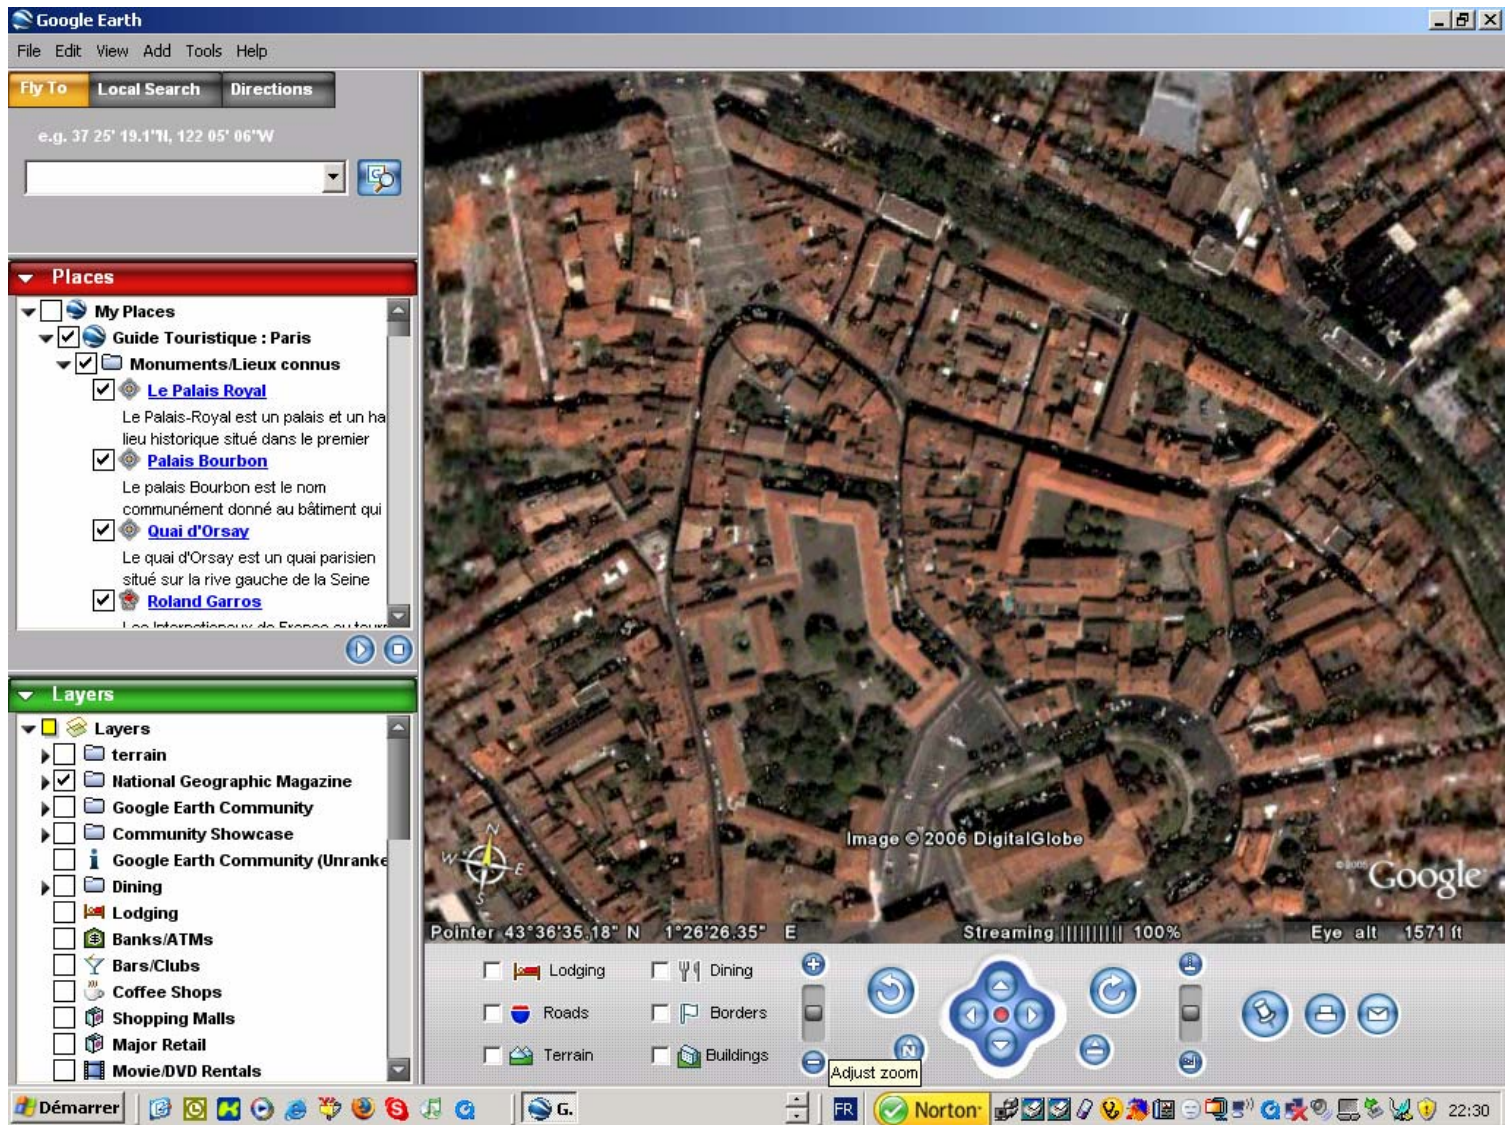 Google Earth
File Edit View Add Tools Help
Fly To Local Search Directions
e.g. 37 25' 19.1"N, 122 05' 06"W
Places
My Places
Guide Touristique : Paris
Monuments/Lieux connus
Le Palais Royal
Le Palais-Royal est un palais et un ha
lieu historique situé dans le premier
Palais Bourbon
Le palais Bourbon est le nom
communément donné au bâtiment qui
Quai d'Orsay
Le quai d'Orsay est un quai parisien
situé sur la rive gauche de la Seine
Roland Garros
Layers
Layers
terrain
National Geographic Magazine
Google Earth Community
Community Showcase
Google Earth Community (Unranke
Dining
Lodging
Banks/ATMs
Bars/Clubs
Coffee Shops
Shopping Malls
Major Retail
Movie/DVD Rentals
N
W E
S
Image © 2006 DigitalGlobe
Google
Pointer 43°36'35.18" N 1°26'26.35" E Streaming |||||||||| 100% Eye alt 1571 ft
Lodging Dining
Roads Borders
Terrain Buildings
N
Adjust zoom
Démarrer G. FR Norton 22:30